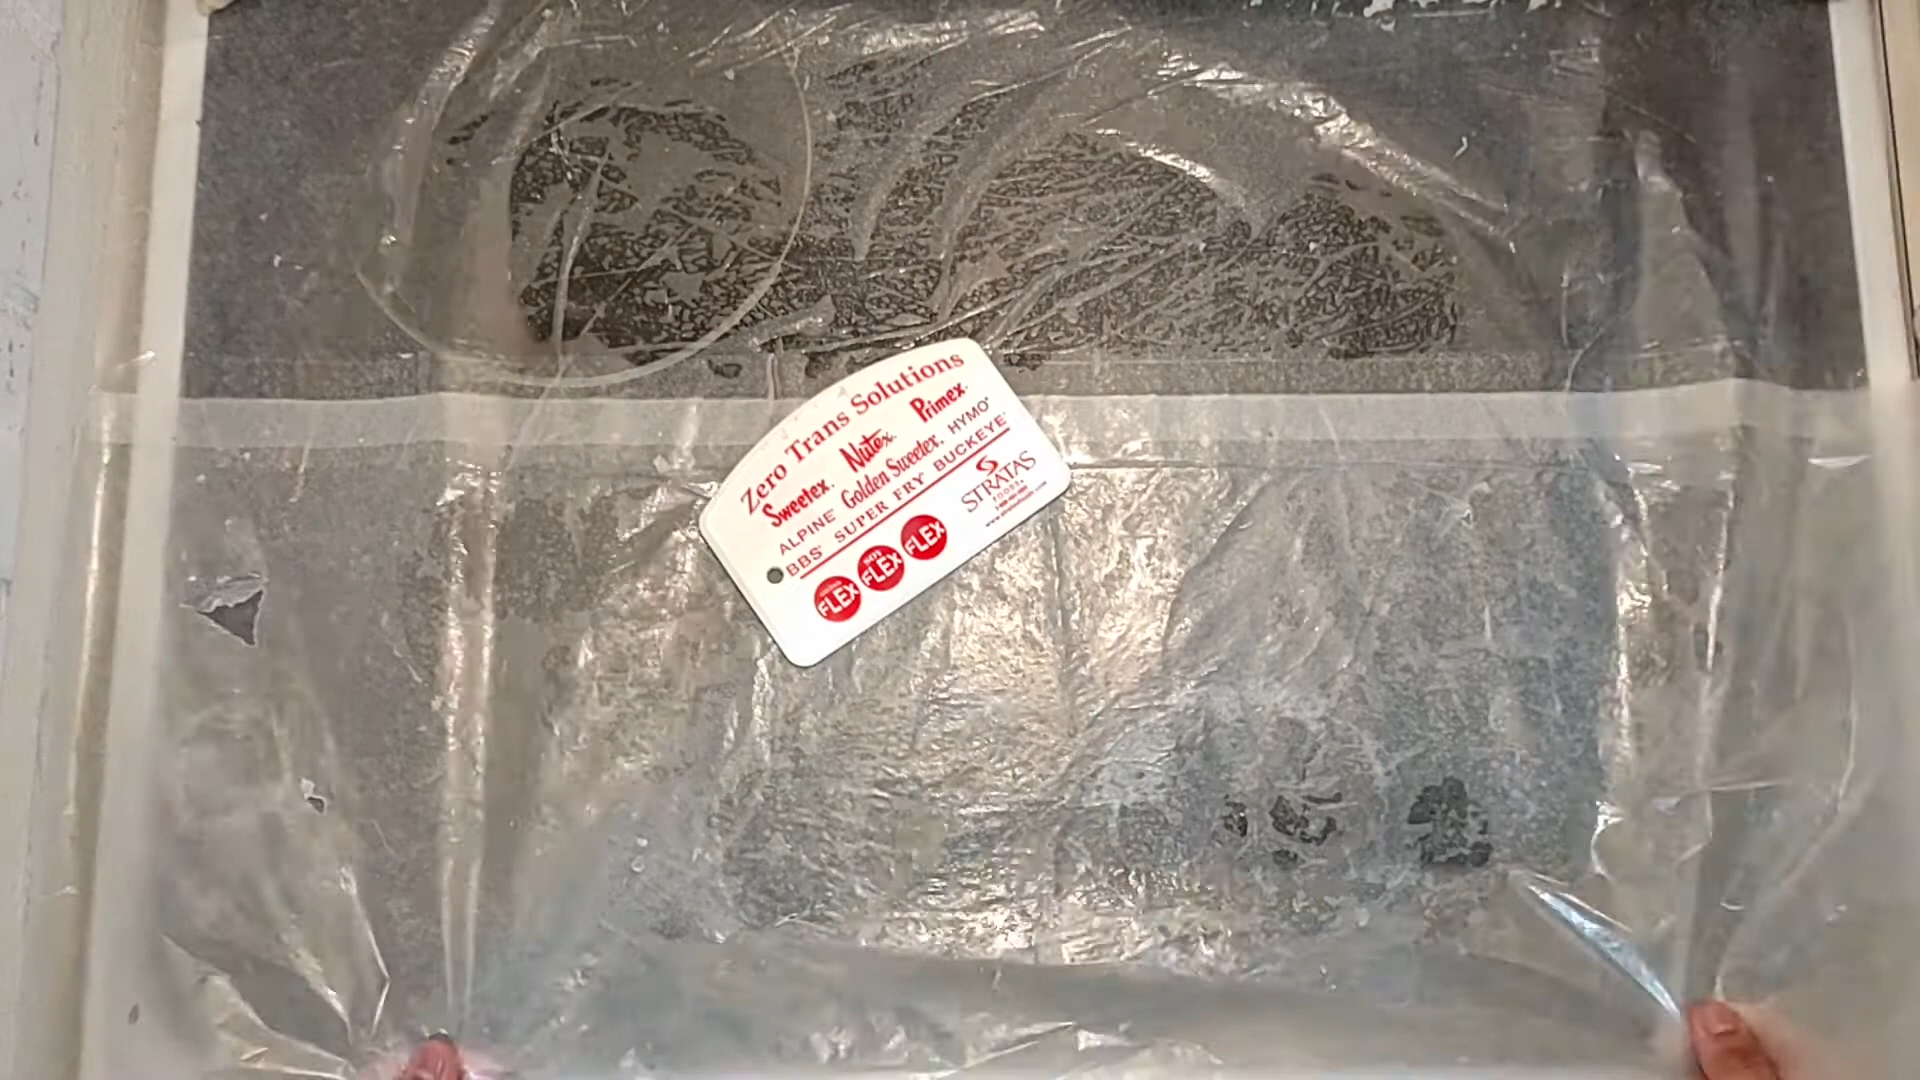 Zero Trans Solutions
Sweetex. Nutex. Primex.
ALPINE® Golden Sweetex. HYMO®
BBS® SUPER FRY® BUCKEYE®
FLEX FLEX FLEX
STRATAS
FOODS